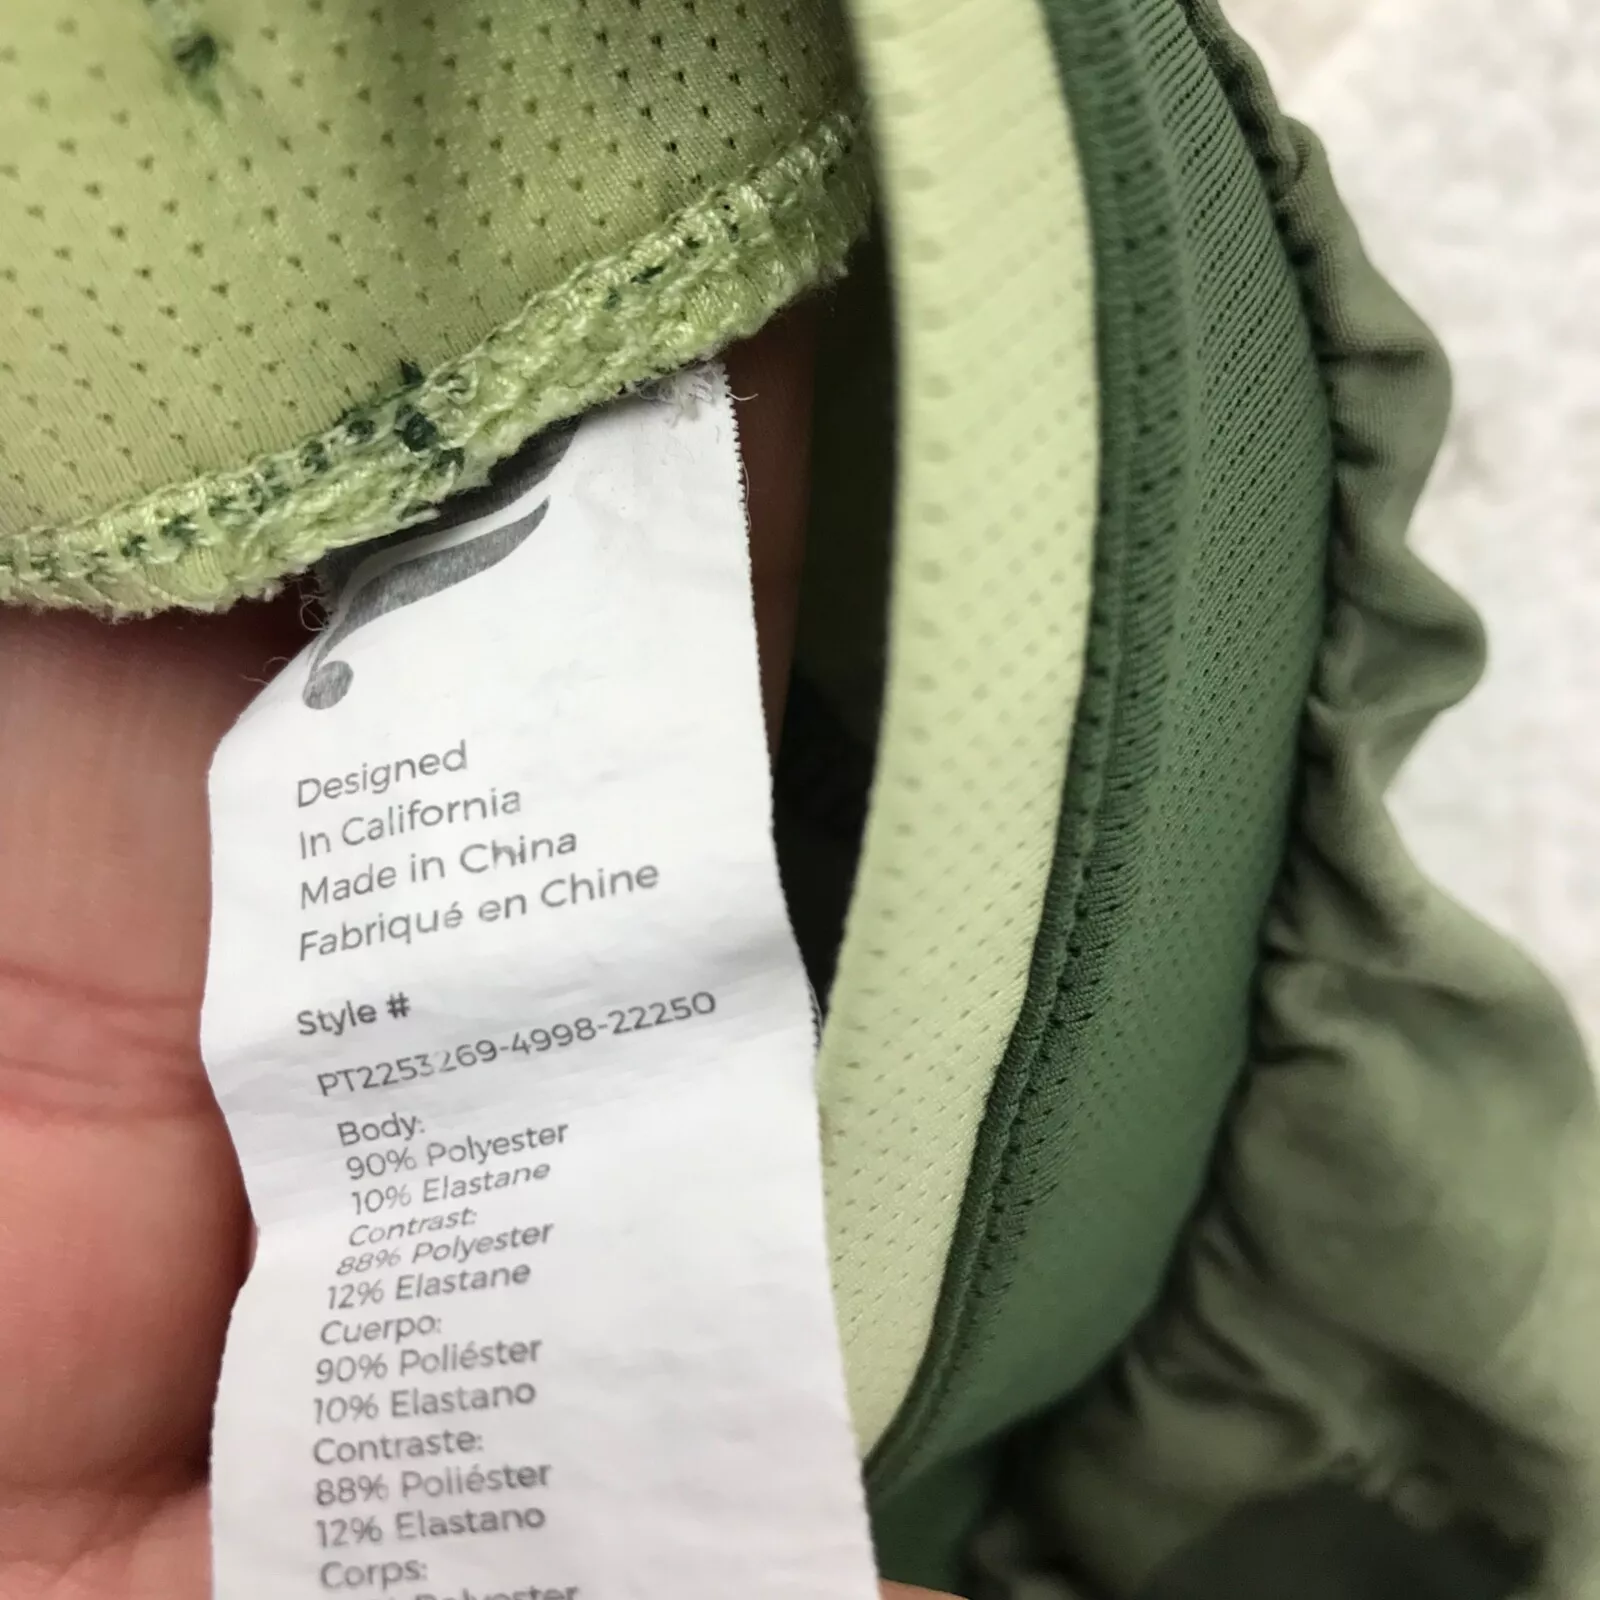 Designed
In California
Made in China
Fabriqué en Chine
Style #
PT2253269-4998-22250
Body:
90% Polyester
10% Elastane
Contrast:
88% Polyester
12% Elastane
Cuerpo:
90% Poliéster
10% Elastano
Contraste:
88% Poliéster
12% Elastano
Corps:
Polyester